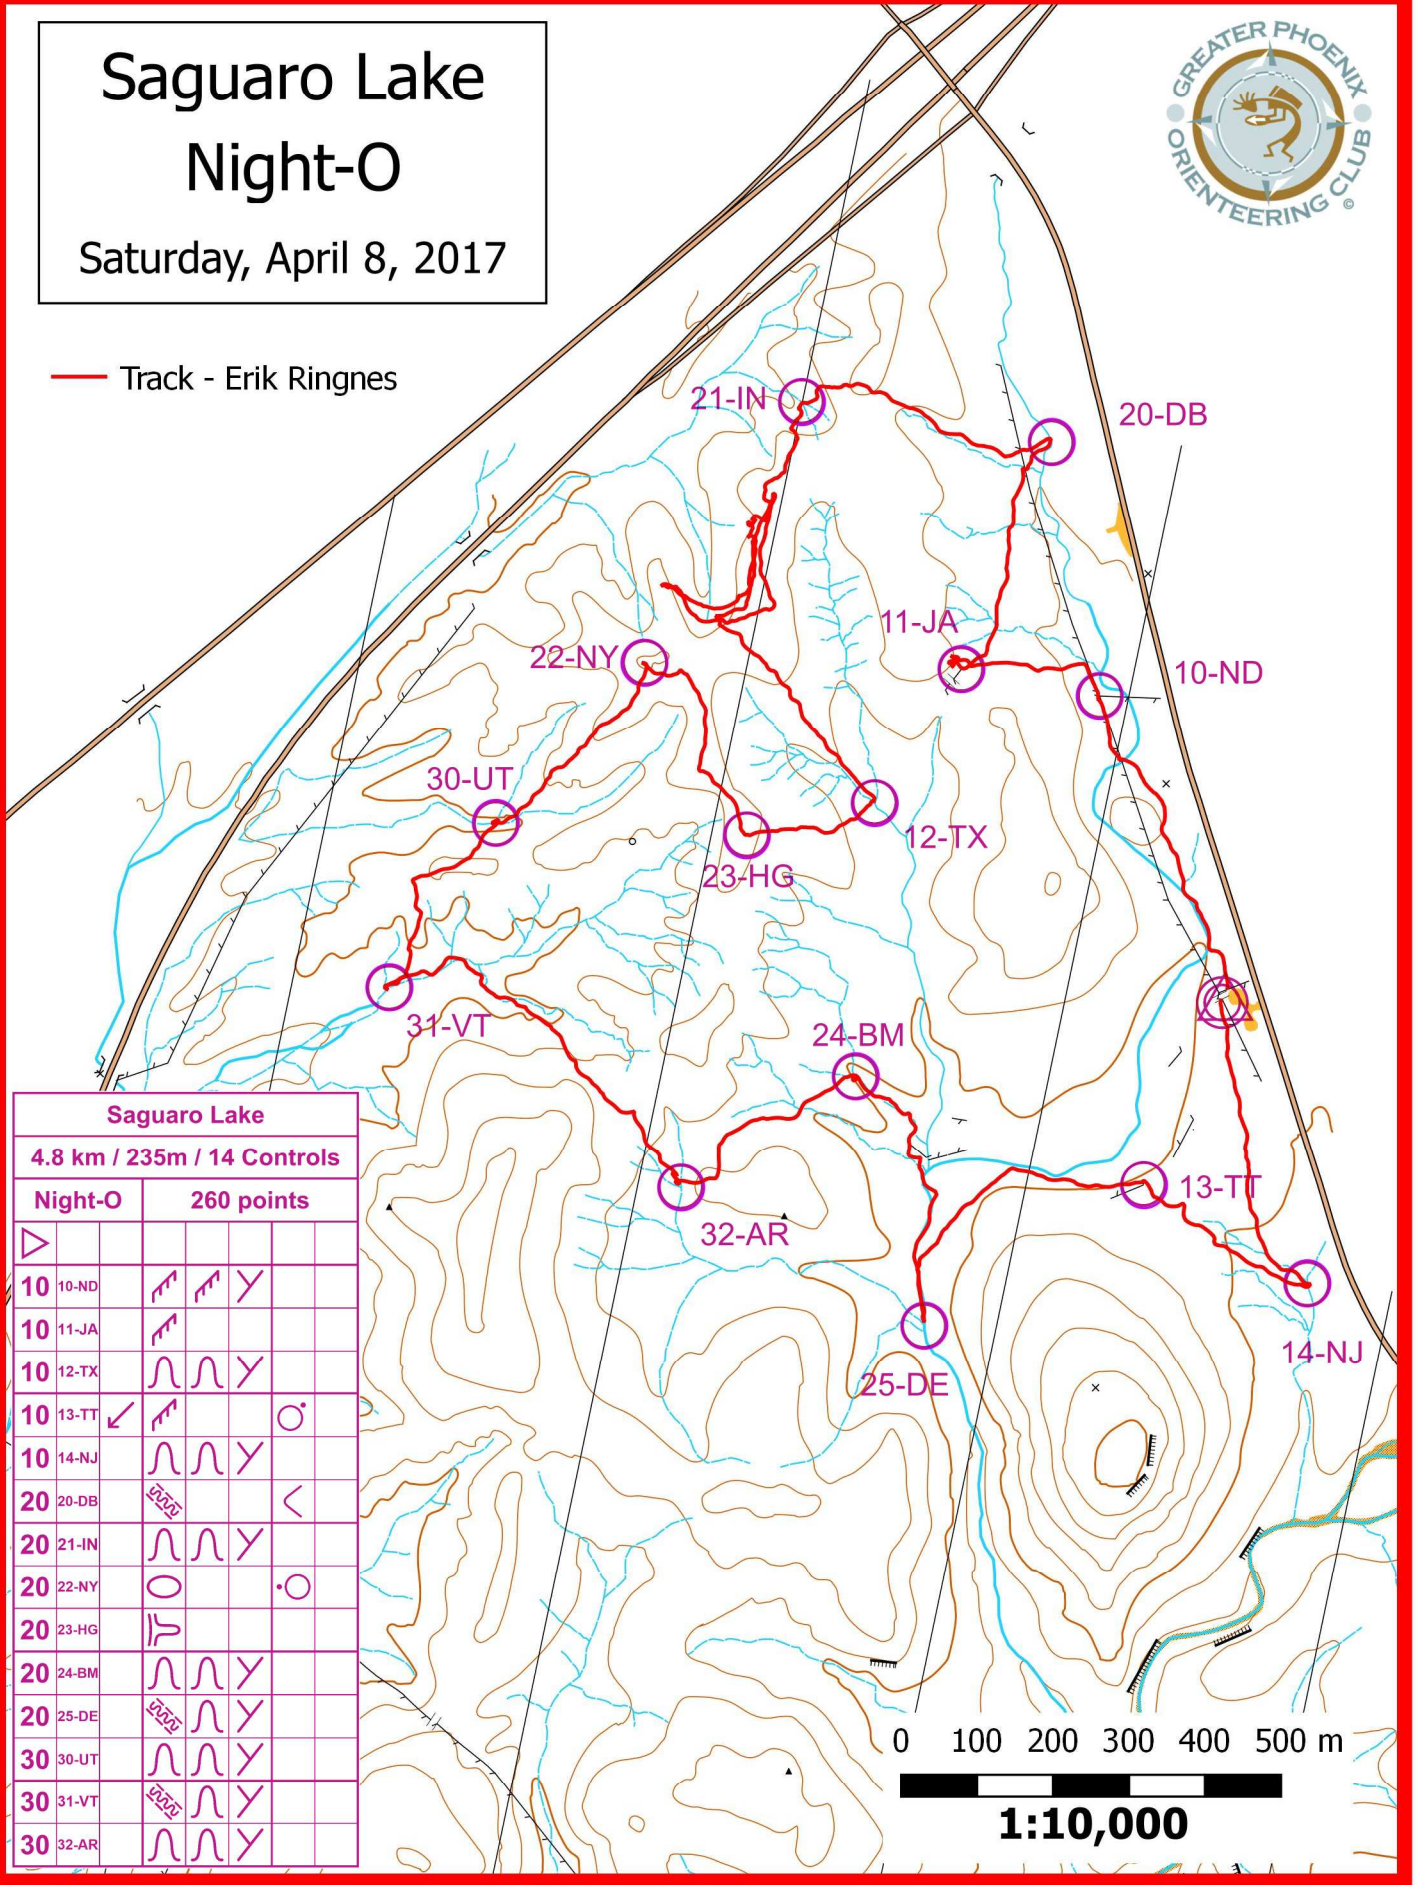 Saguaro Lake
Night-O
Saturday, April 8, 2017
GREATER PHOENIX
ORIENTEERING CLUB
©
Track - Erik Ringnes
21-IN
20-DB
11-JA
22-NY
10-ND
30-UT
12-TX
23-HG
31-VT
24-BM
13-TT
32-AR
14-NJ
25-DE
Saguaro Lake
4.8 km / 235m / 14 Controls
Night-O 260 points
10 10-ND
10 11-JA
10 12-TX
10 13-TT
10 14-NJ
20 20-DB
20 21-IN
20 22-NY
20 23-HG
20 24-BM
20 25-DE
30 30-UT
30 31-VT
30 32-AR
0 100 200 300 400 500 m
1:10,000